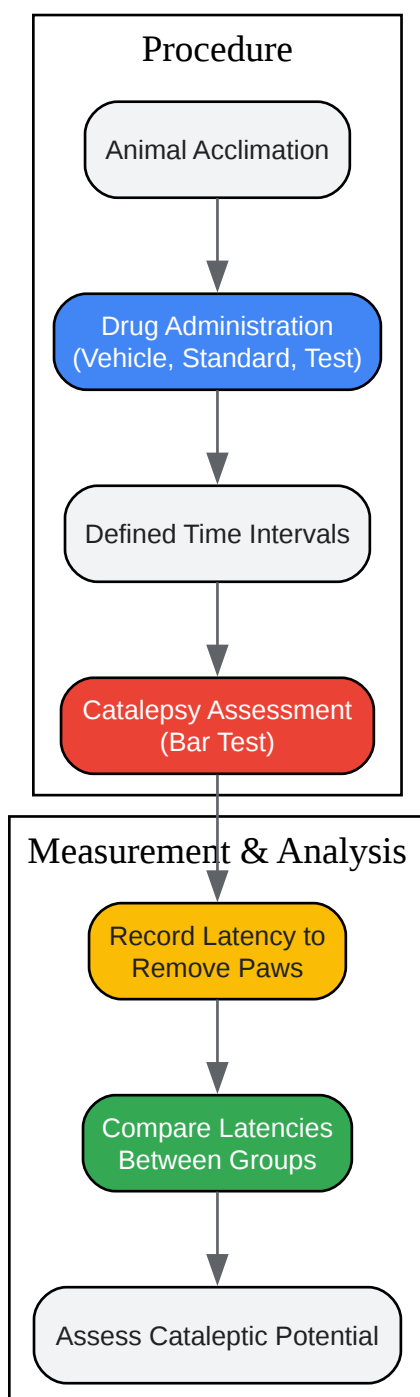 Procedure
Animal Acclimation
Drug Administration
(Vehicle, Standard, Test)
Defined Time Intervals
Catalepsy Assessment
(Bar Test)
Measurement & Analysis
Record Latency to
Remove Paws
Compare Latencies
Between Groups
Assess Cataleptic Potential